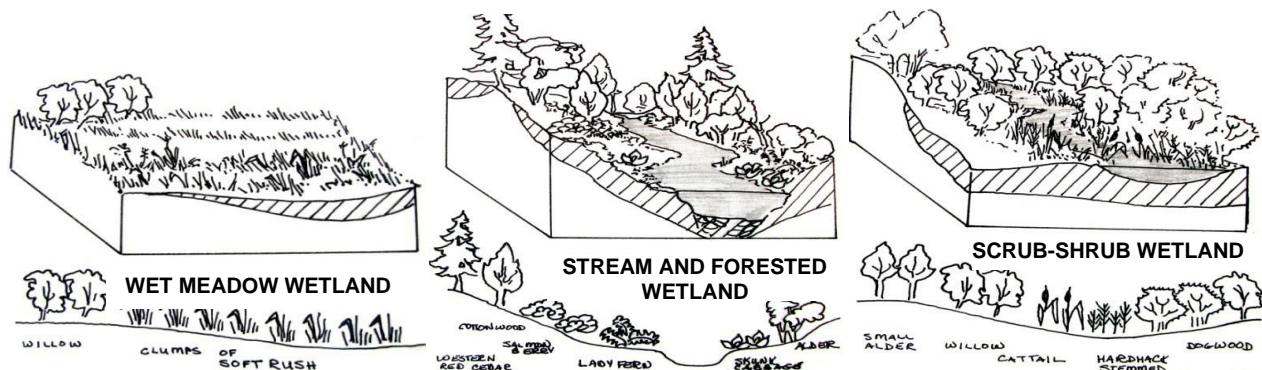 WET MEADOW WETLAND
WILLOW
CLUMPS OF
SOFT RUSH
STREAM AND FORESTED
WETLAND
COTTONWOOD
SALMON
BERRY
WESTERN
RED CEDAR
LADY FERN
SKUNK
CABBAGE
ALDER
SCRUB-SHRUB WETLAND
SMALL
ALDER
WILLOW
CATTAIL
HARDHACK
STEMMED
DOGWOOD